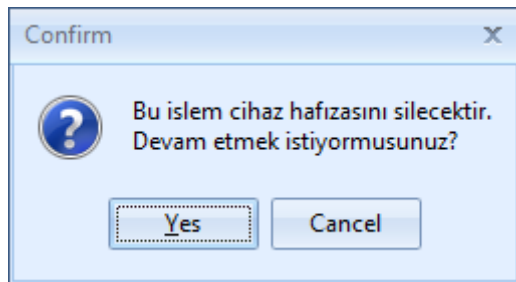 Confirm
Bu islem cihaz hafızasını silecektir.
Devam etmek istiyormusunuz?
Yes
Cancel